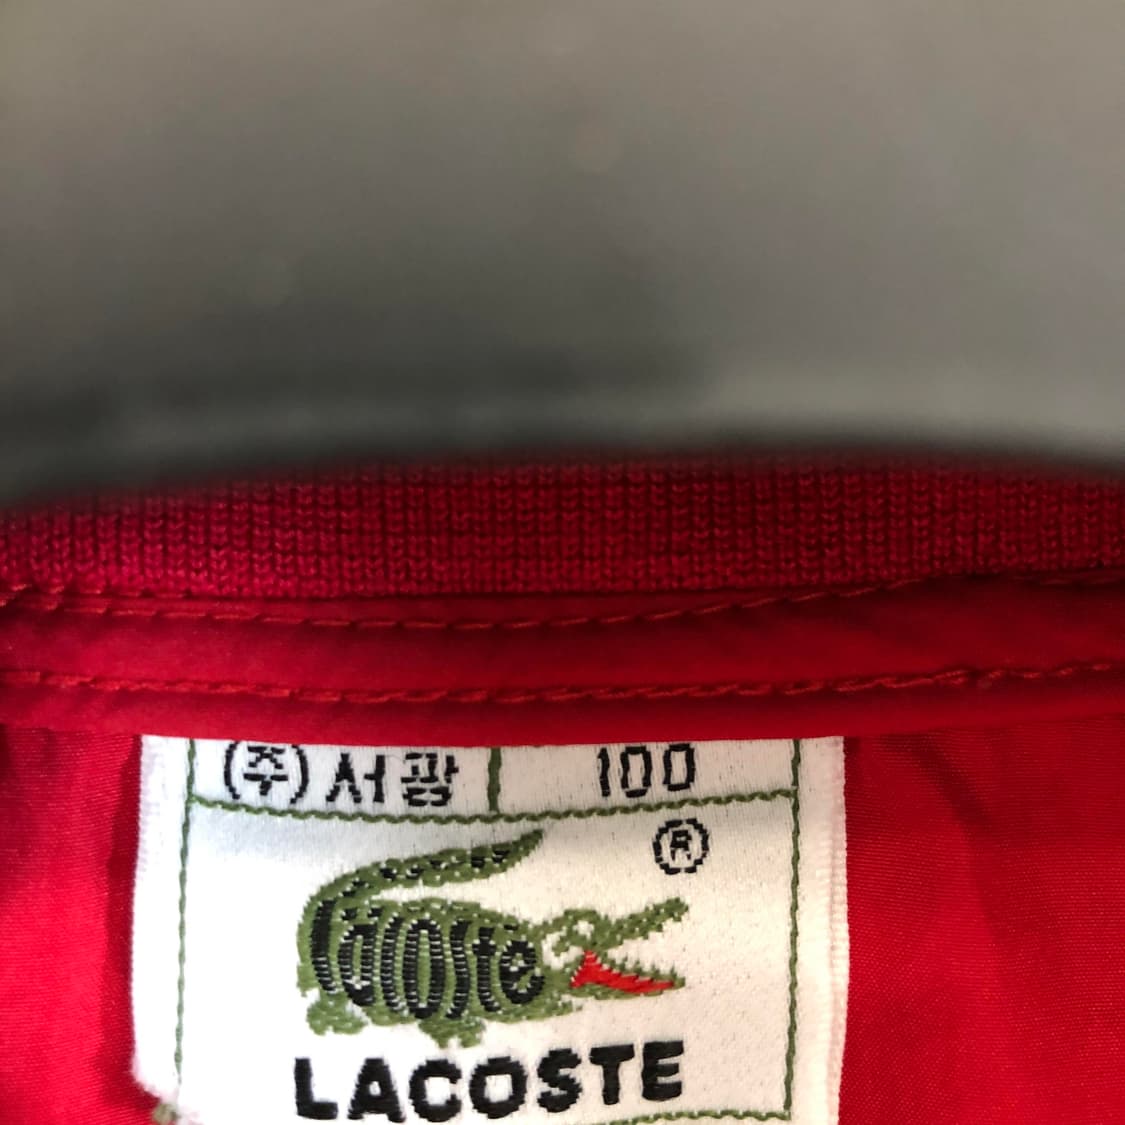 (주)서광 100
®
Lacoste
LACOSTE